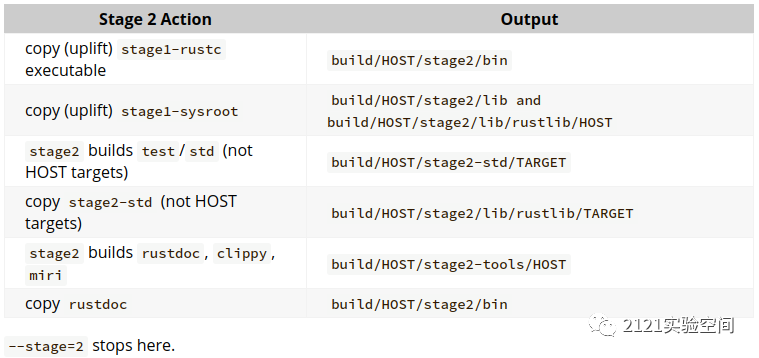 Stage 2 Action Output
copy (uplift) stage1-rustc
executable
build/HOST/stage2/bin
copy (uplift) stage1-sysroot
build/HOST/stage2/lib and
build/HOST/stage2/lib/rustlib/HOST
stage2 builds test/std (not
HOST targets)
build/HOST/stage2-std/TARGET
copy stage2-std (not HOST
targets)
build/HOST/stage2/lib/rustlib/TARGET
stage2 builds rustdoc, clippy,
miri
build/HOST/stage2-tools/HOST
copy rustdoc
build/HOST/stage2/bin
2121实验空间
--stage=2 stops here.